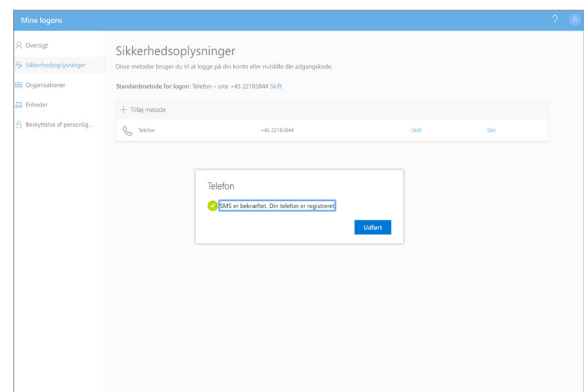 Mine logons
?
Oversigt
Sikkerhedsoplysninger
Organisationer
Enheder
Beskyttelse af personlig...
Sikkerhedsoplysninger
Disse metoder bruger du til at logge på din konto eller nulstille din adgangskode.
Standardmetode for logon: Telefon – sms +45 22183844 Skift
+ Tilføj metode
Telefon +45 22183844 Skift Slet
Telefon
SMS er bekræftet. Din telefon er registreret
Udført